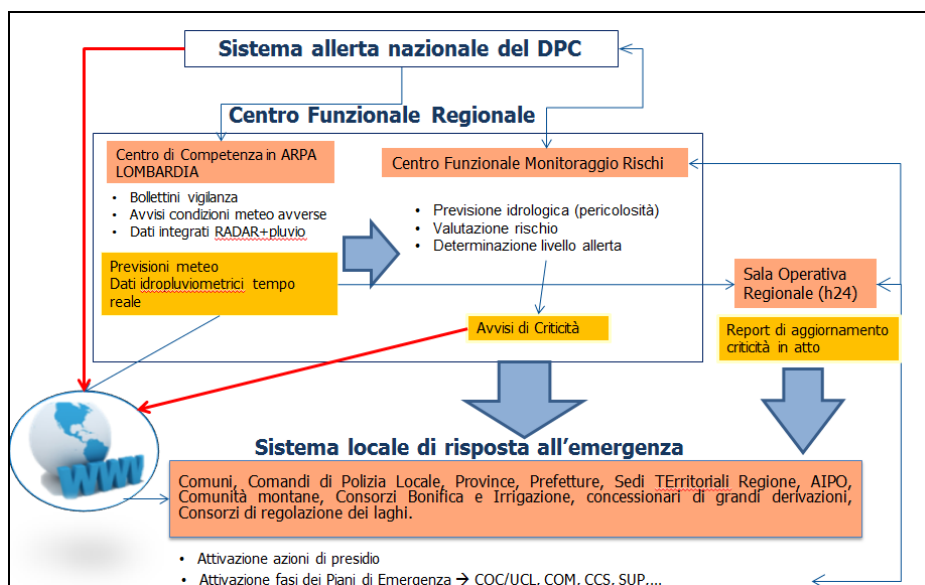 Sistema allerta nazionale del DPC
Centro Funzionale Regionale
Centro di Competenza in ARPA
LOMBARDIA
• Bollettini vigilanza
• Avvisi condizioni meteo avverse
• Dati integrati RADAR+pluvio
Previsioni meteo
Dati idropluviometrici tempo
reale
Centro Funzionale Monitoraggio Rischi
• Previsione idrologica (pericolosità)
• Valutazione rischio
• Determinazione livello allerta
Avvisi di Criticità
Sala Operativa
Regionale (h24)
Report di aggiornamento
criticità in atto
www
Sistema locale di risposta all'emergenza
Comuni, Comandi di Polizia Locale, Province, Prefetture, Sedi TErritoriali Regione, AIPO,
Comunità montane, Consorzi Bonifica e Irrigazione, concessionari di grandi derivazioni,
Consorzi di regolazione dei laghi.
• Attivazione azioni di presidio
• Attivazione fasi dei Piani di Emergenza → COC/UCL, COM, CCS, SUP,...